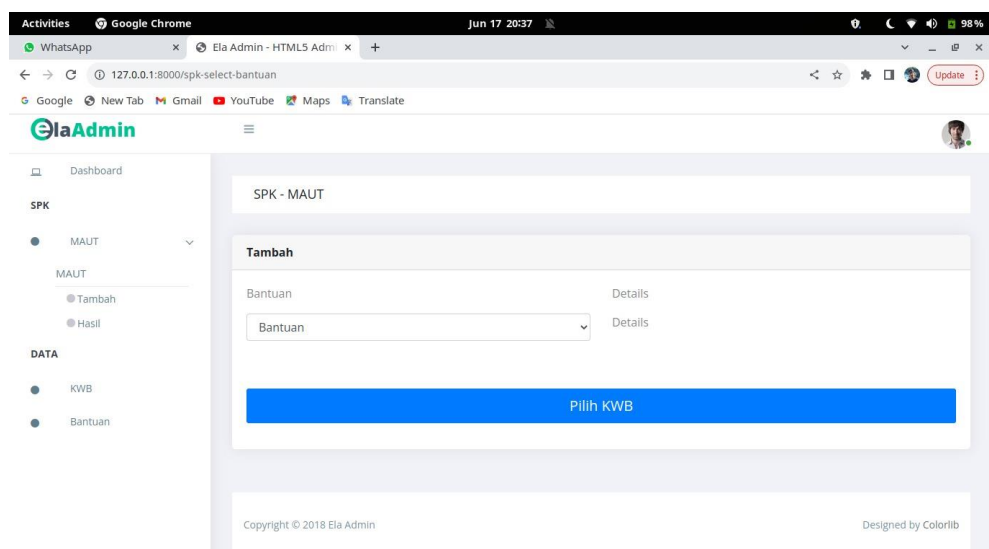 Activities Google Chrome Jun 17 20:37 98%
WhatsApp × Ela Admin - HTML5 Adm × +
127.0.0.1:8000/spk-select-bantuan Update
Google New Tab Gmail YouTube Maps Translate
ElaAdmin
Dashboard
SPK
MAUT
MAUT
Tambah
Hasil
DATA
KWB
Bantuan
SPK - MAUT
Tambah
Bantuan Details
Bantuan Details
Pilih KWB
Copyright © 2018 Ela Admin Designed by Colorlib